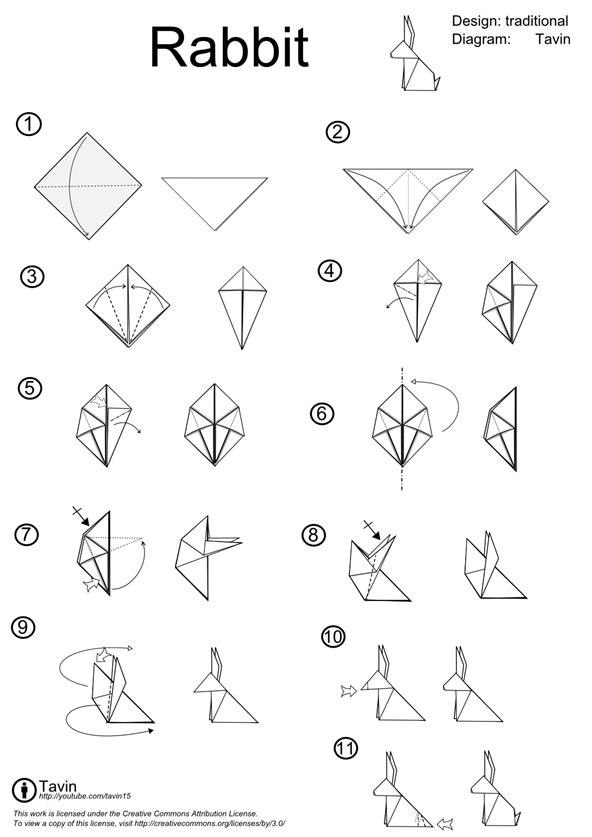 Rabbit
Design: traditional
Diagram: Tavin
1
2
3
4
5
6
7
8
9
10
11
Tavin
http://youtube.com/tavin15
This work is licensed under the Creative Commons Attribution License.
To view a copy of this license, visit http://creativecommons.org/licenses/by/3.0/